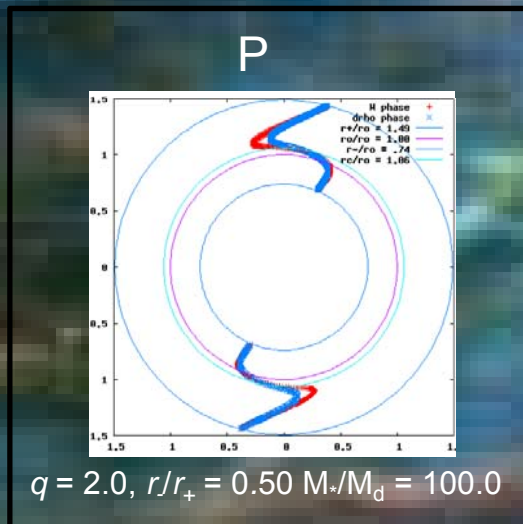 P
W phase
drho phase
r+/ro = 1.49
ro/ro = 1.00
r-/ro = .74
rc/ro = 1.06
1.5
1
0.5
0
0.5
1
1.5
1.5 1 0.5 0 0.5 1 1.
q = 2.0, r-/r+ = 0.50 M*/Md = 100.0